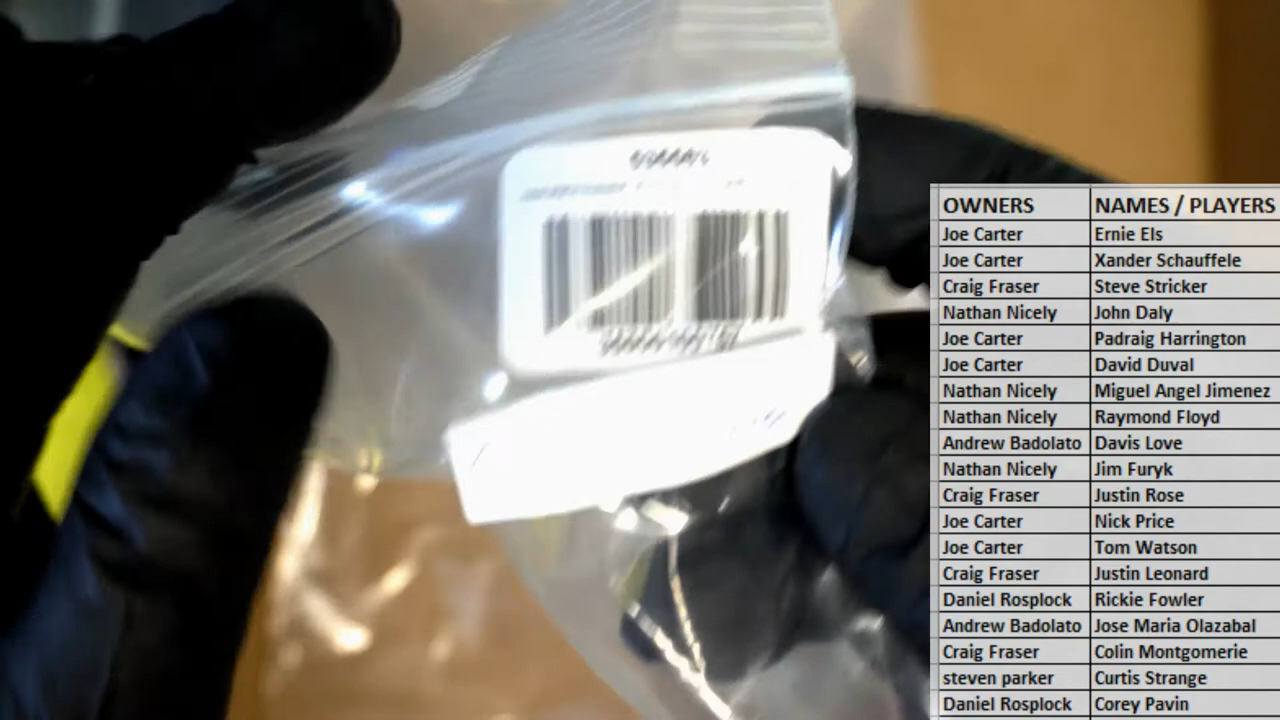 OWNERS NAMES / PLAYERS
Joe Carter Ernie Els
Joe Carter Xander Schauffele
Craig Fraser Steve Stricker
Nathan Nicely John Daly
Joe Carter Padraig Harrington
Joe Carter David Duval
Nathan Nicely Miguel Angel Jimenez
Nathan Nicely Raymond Floyd
Andrew Badolato Davis Love
Nathan Nicely Jim Furyk
Craig Fraser Justin Rose
Joe Carter Nick Price
Joe Carter Tom Watson
Craig Fraser Justin Leonard
Daniel Rosplock Rickie Fowler
Andrew Badolato Jose Maria Olazabal
Craig Fraser Colin Montgomerie
steven parker Curtis Strange
Daniel Rosplock Corey Pavin